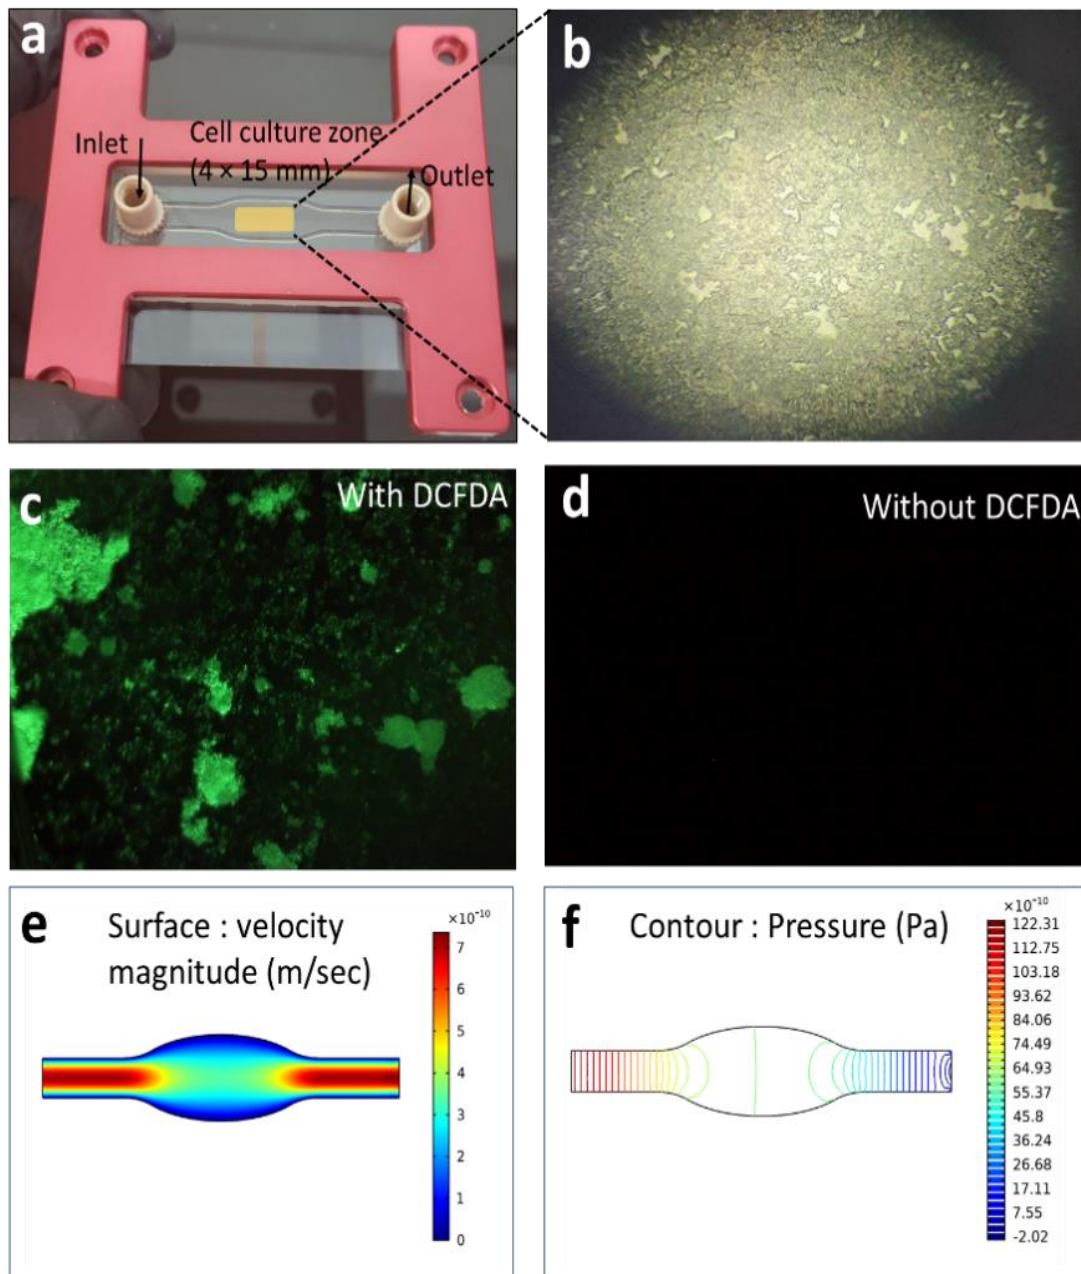 a
Inlet
Cell culture zone
(4 × 15 mm)
Outlet
b
c
With DCFDA
d
Without DCFDA
e
Surface : velocity
magnitude (m/sec)
×10⁻¹⁰
7
6
5
4
3
2
1
0
f
Contour : Pressure (Pa)
×10⁻¹⁰
122.31
112.75
103.18
93.62
84.06
74.49
64.93
55.37
45.8
36.24
26.68
17.11
7.55
-2.02